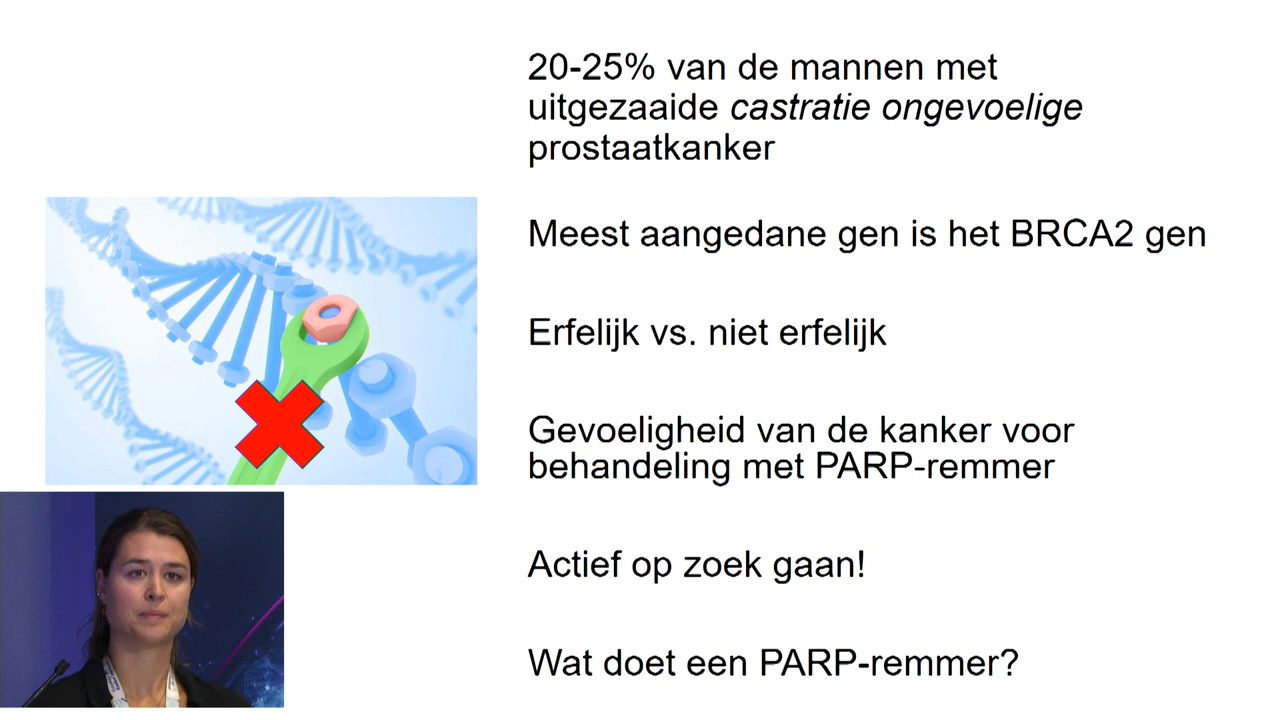 20-25% van de mannen met
uitgezaaide castratie ongevoelige
prostaatkanker
Meest aangedane gen is het BRCA2 gen
Erfelijk vs. niet erfelijk
Gevoeligheid van de kanker voor
behandeling met PARP-remmer
Actief op zoek gaan!
Wat doet een PARP-remmer?